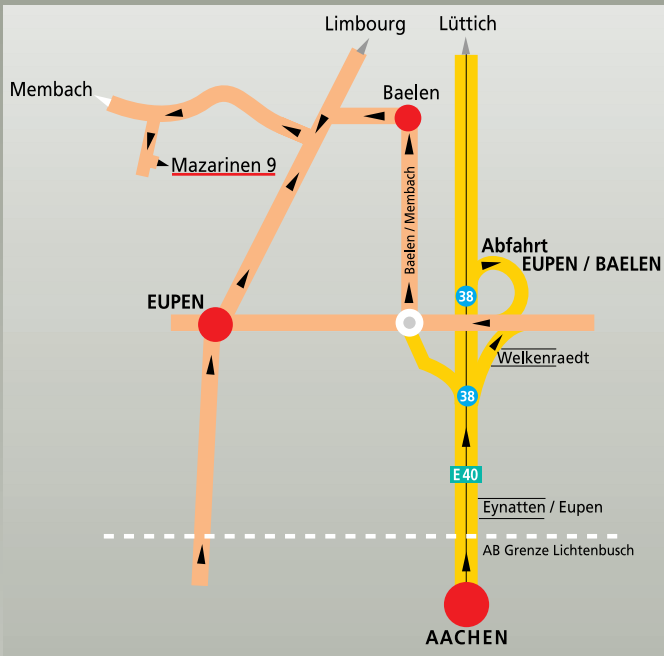 Limbourg
Lüttich
Membach
Baelen
Mazarinen 9
Baelen / Membach
Abfahrt
EUPEN / BAELEN
38
EUPEN
Welkenraedt
38
E 40
Eynatten / Eupen
AB Grenze Lichtenbusch
AACHEN